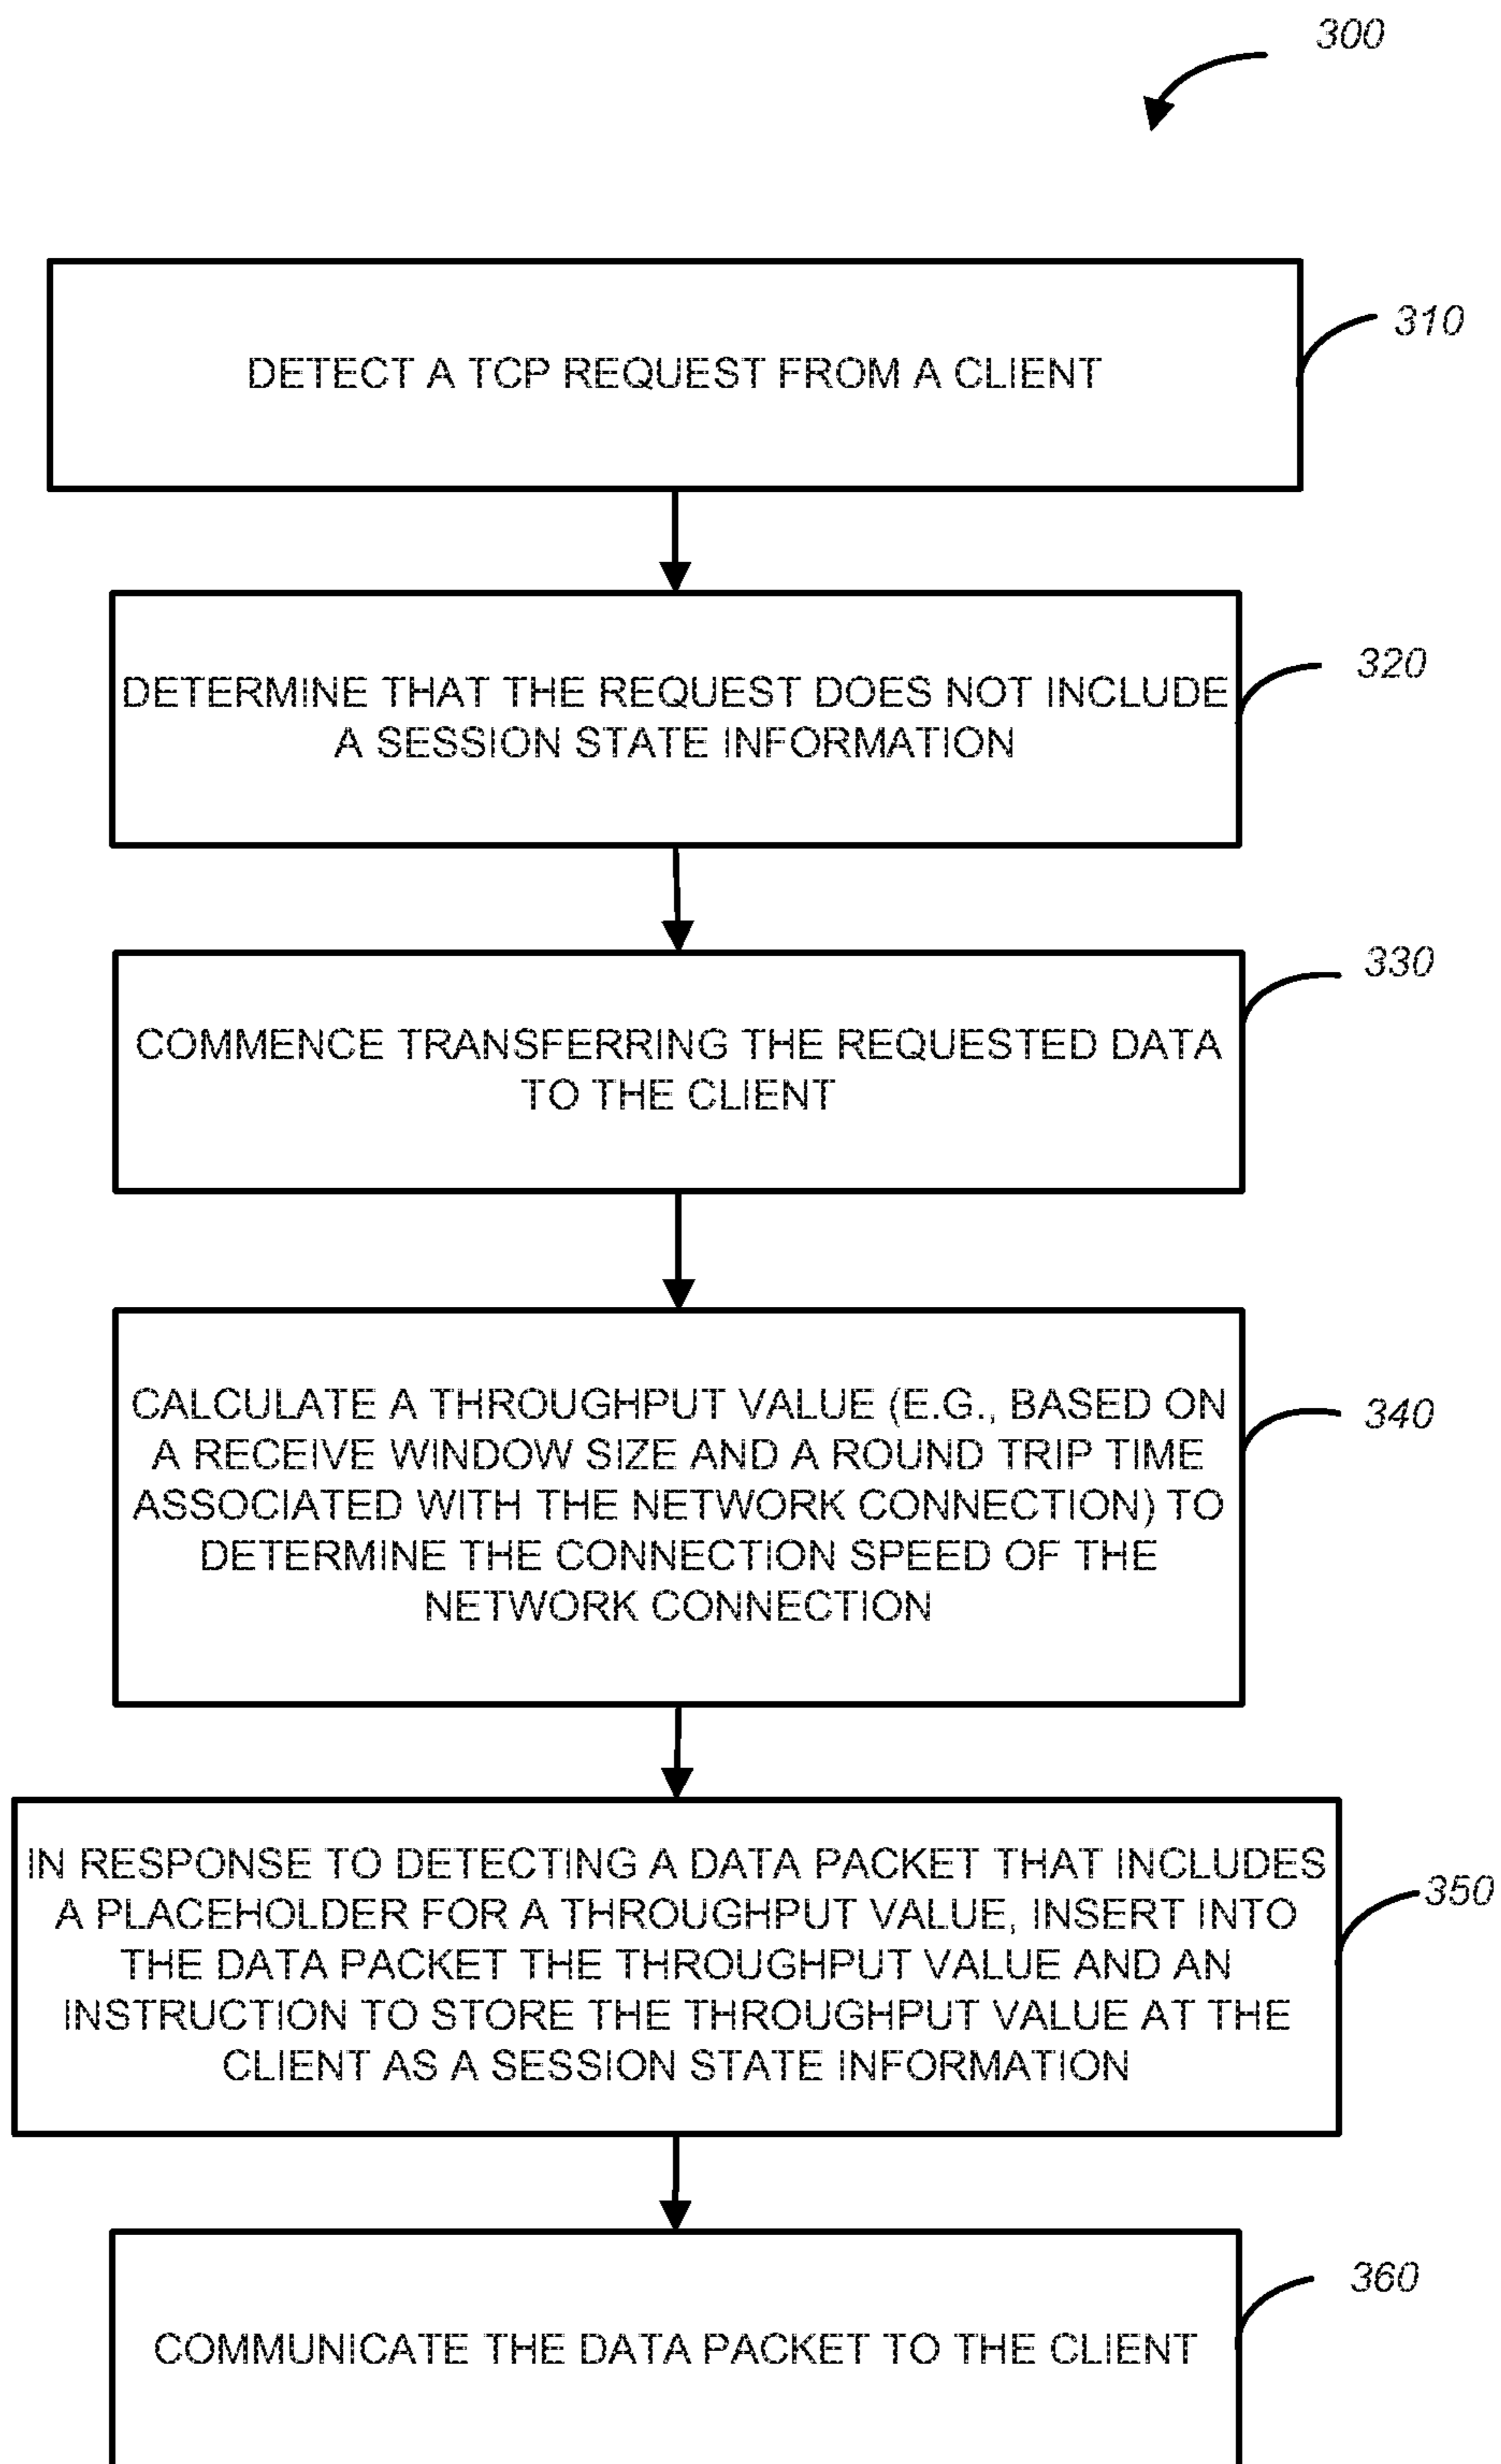 300
DETECT A TCP REQUEST FROM A CLIENT
310
DETERMINE THAT THE REQUEST DOES NOT INCLUDE
A SESSION STATE INFORMATION
320
COMMENCE TRANSFERRING THE REQUESTED DATA
TO THE CLIENT
330
CALCULATE A THROUGHPUT VALUE (E.G., BASED ON
A RECEIVE WINDOW SIZE AND A ROUND TRIP TIME
ASSOCIATED WITH THE NETWORK CONNECTION) TO
DETERMINE THE CONNECTION SPEED OF THE
NETWORK CONNECTION
340
IN RESPONSE TO DETECTING A DATA PACKET THAT INCLUDES
A PLACEHOLDER FOR A THROUGHPUT VALUE, INSERT INTO
THE DATA PACKET THE THROUGHPUT VALUE AND AN
INSTRUCTION TO STORE THE THROUGHPUT VALUE AT THE
CLIENT AS A SESSION STATE INFORMATION
350
COMMUNICATE THE DATA PACKET TO THE CLIENT
360